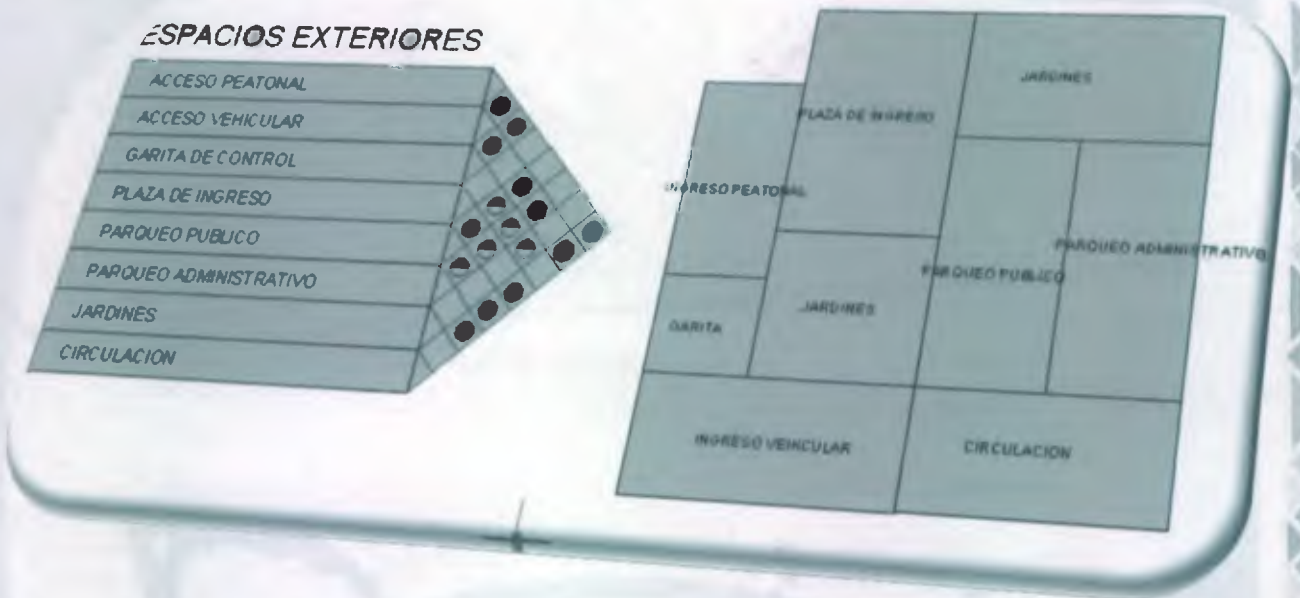 ESPACIOS EXTERIORES
ACCESO PEATONAL
ACCESO VEHICULAR
GARITA DE CONTROL
PLAZA DE INGRESO
PARQUEO PUBLICO
PARQUEO ADMINISTRATIVO
JARDINES
CIRCULACION
JARDINES
PLAZA DE INGRESO
INGRESO PEATONAL
PARQUEO ADMINISTRATIVO
PARQUEO PUBLICO
JARDINES
GARITA
INGRESO VEHICULAR
CIRCULACION